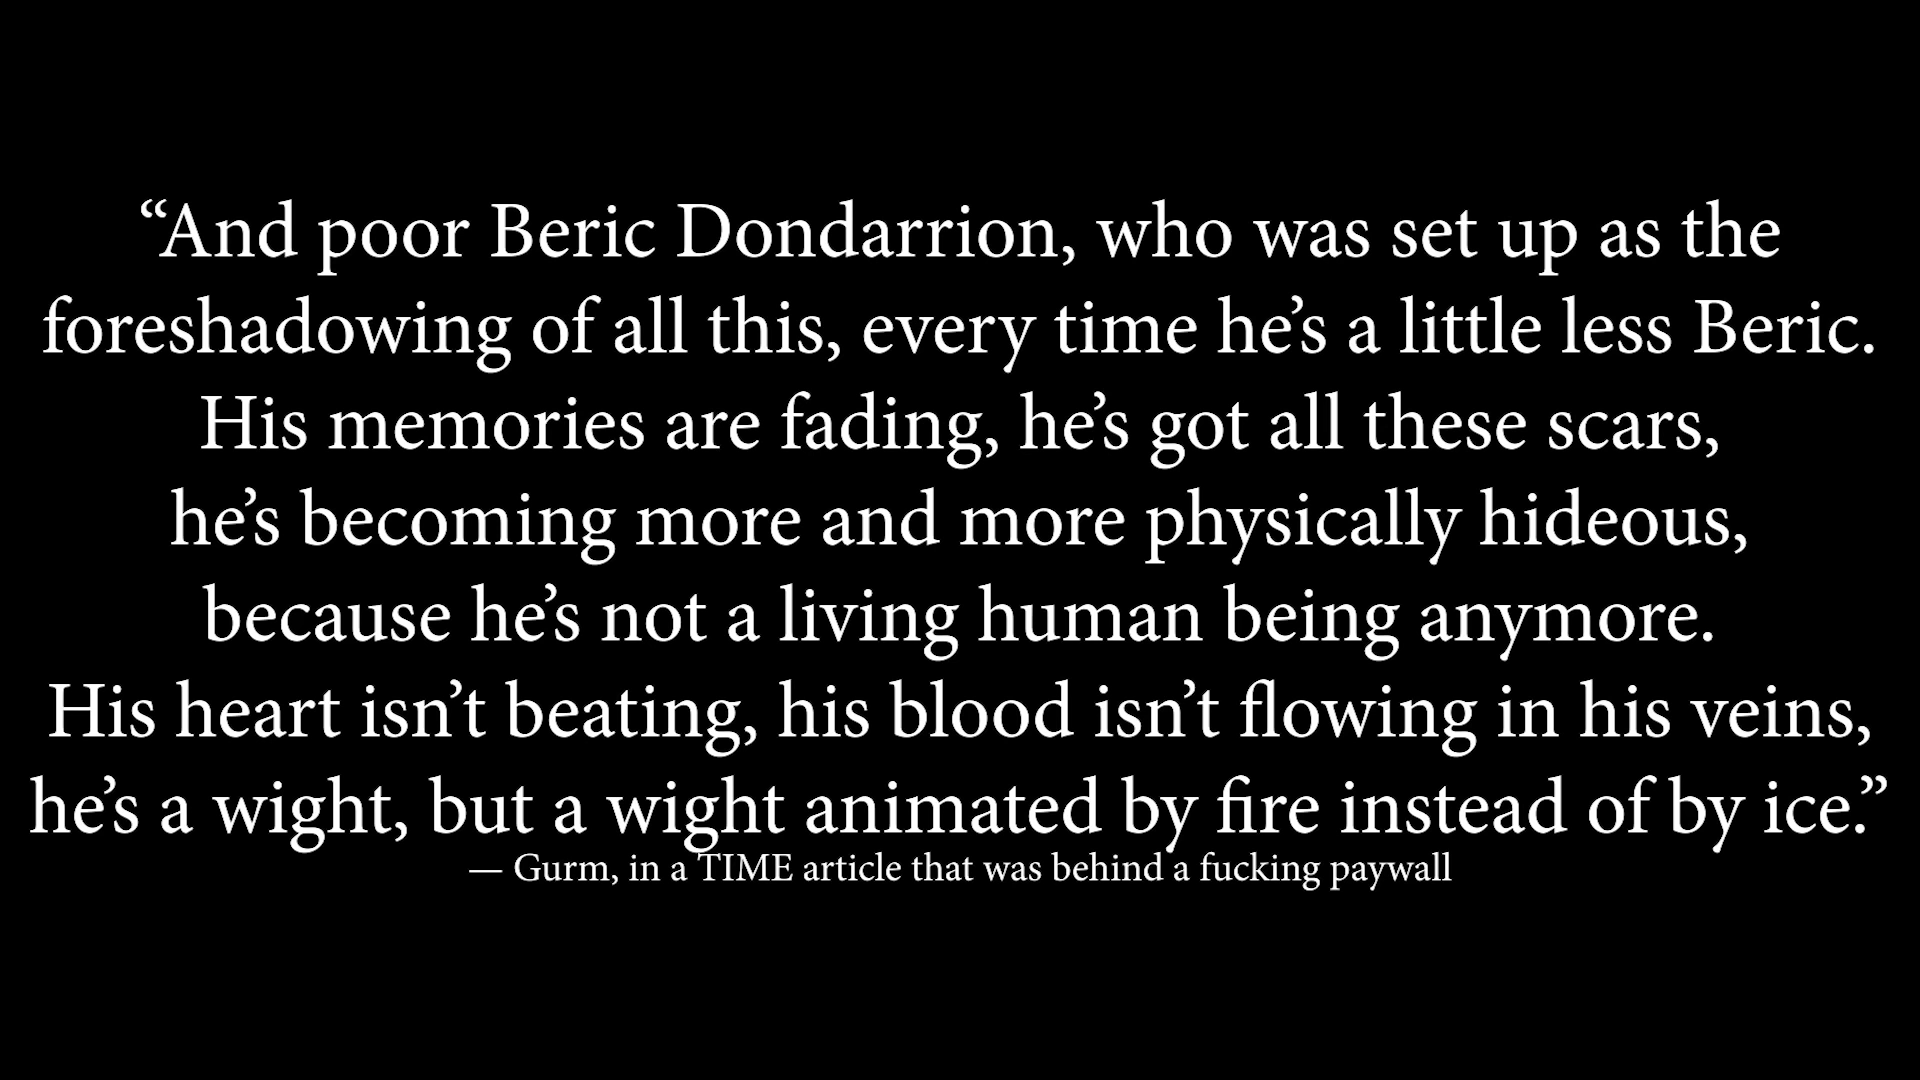 “And poor Beric Dondarrion, who was set up as the
foreshadowing of all this, every time he’s a little less Beric.
His memories are fading, he’s got all these scars,
he’s becoming more and more physically hideous,
because he’s not a living human being anymore.
His heart isn’t beating, his blood isn’t flowing in his veins,
he’s a wight, but a wight animated by fire instead of by ice.”
— Gurm, in a TIME article that was behind a fucking paywall